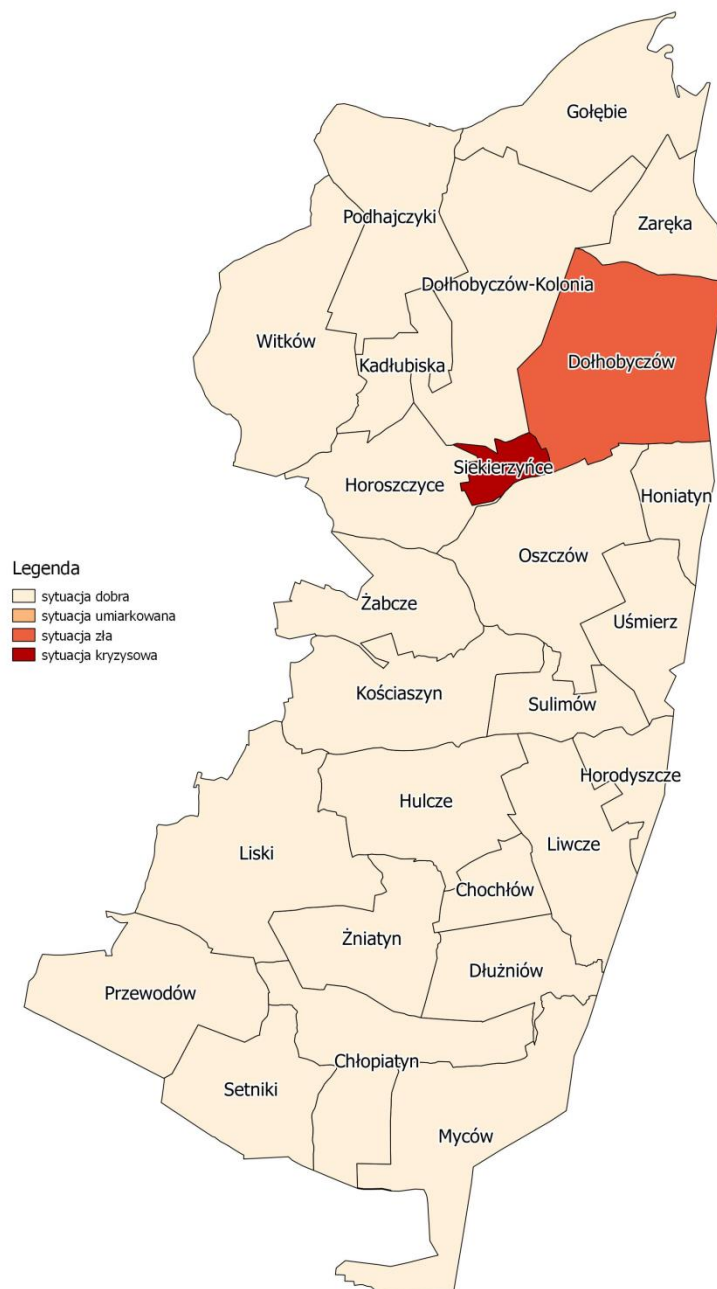 Gołębie
Podhajczyki
Zaręka
Dołhobyczów-Kolonia
Witków
Kadłubiska
Dołhobyczów
Siekierzyńce
Horoszczyce
Honiatyn
Oszczów
Legenda
sytuacja dobra
sytuacja umiarkowana
sytuacja zła
sytuacja kryzysowa
Żabcze
Uśmierz
Kościaszyn
Sulimów
Horodyszcze
Hulcze
Liski
Liwcze
Chochłów
Żniatyn
Dłużniów
Przewodów
Chłopiatyn
Setniki
Myców